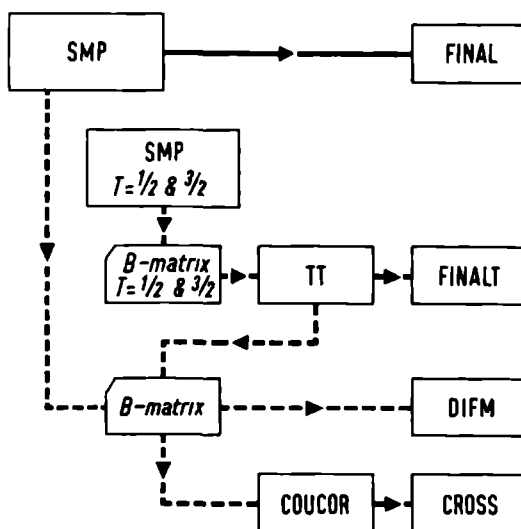 SMP
FINAL
SMP
T=1/2 & 3/2
B-matrix
T=1/2 & 3/2
TT
FINALT
B-matrix
DIFM
COUCOR
CROSS